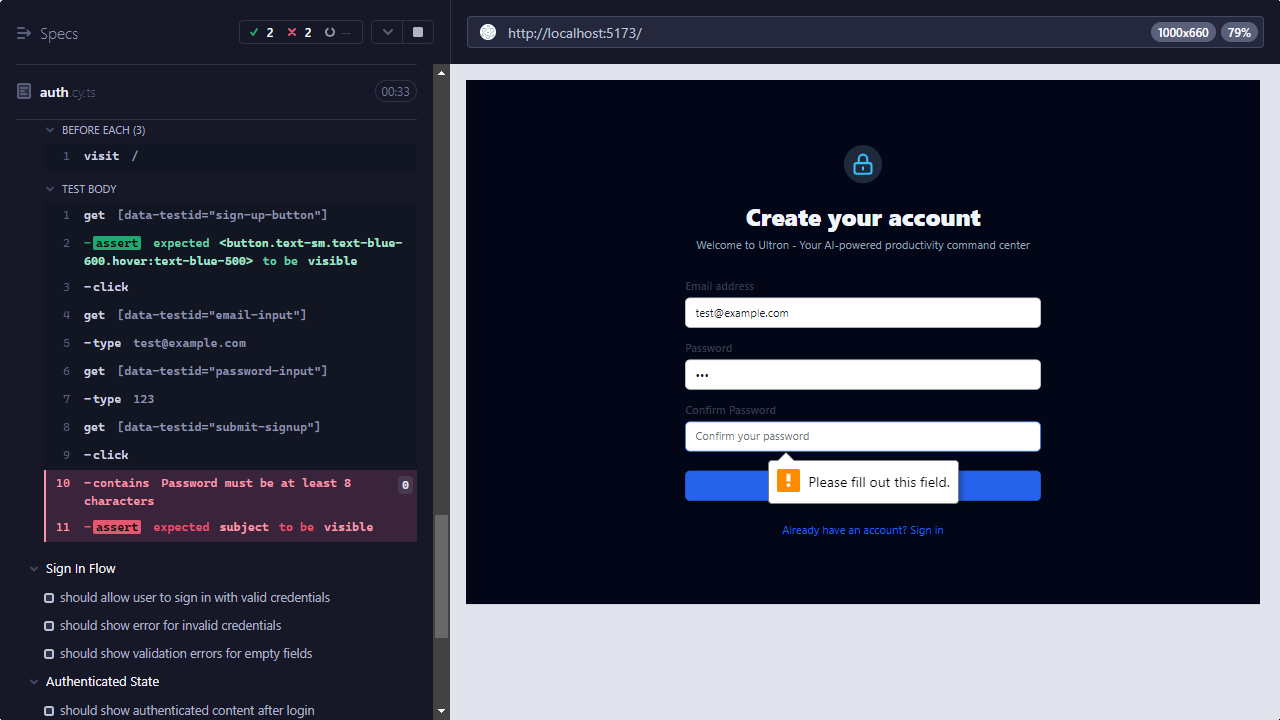 Specs
2
2
--
auth.cy.ts
00:33
BEFORE EACH (3)
1 visit /
TEST BODY
1 get [data-testid="sign-up-button"]
2 -assert expected <button.text-sm.text-blue-
600.hover:text-blue-500> to be visible
3 -click
4 get [data-testid="email-input"]
5 -type test@example.com
6 get [data-testid="password-input"]
7 -type 123
8 get [data-testid="submit-signup"]
9 -click
10 -contains Password must be at least 8 0
characters
11 -assert expected subject to be visible
Sign In Flow
should allow user to sign in with valid credentials
should show error for invalid credentials
should show validation errors for empty fields
Authenticated State
should show authenticated content after login
http://localhost:5173/
1000x660
79%
Create your account
Welcome to Ultron - Your AI-powered productivity command center
Email address
test@example.com
Password
•••
Confirm Password
Confirm your password
! Please fill out this field.
Already have an account? Sign in